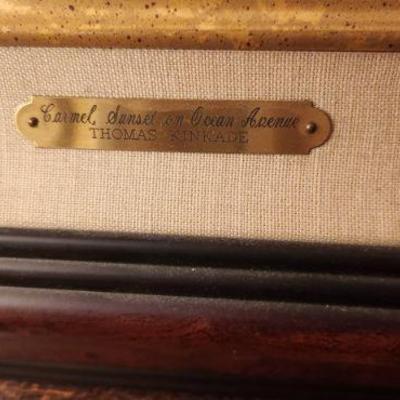 Carmel, Sunset on Ocean Avenue
THOMAS KINKADE